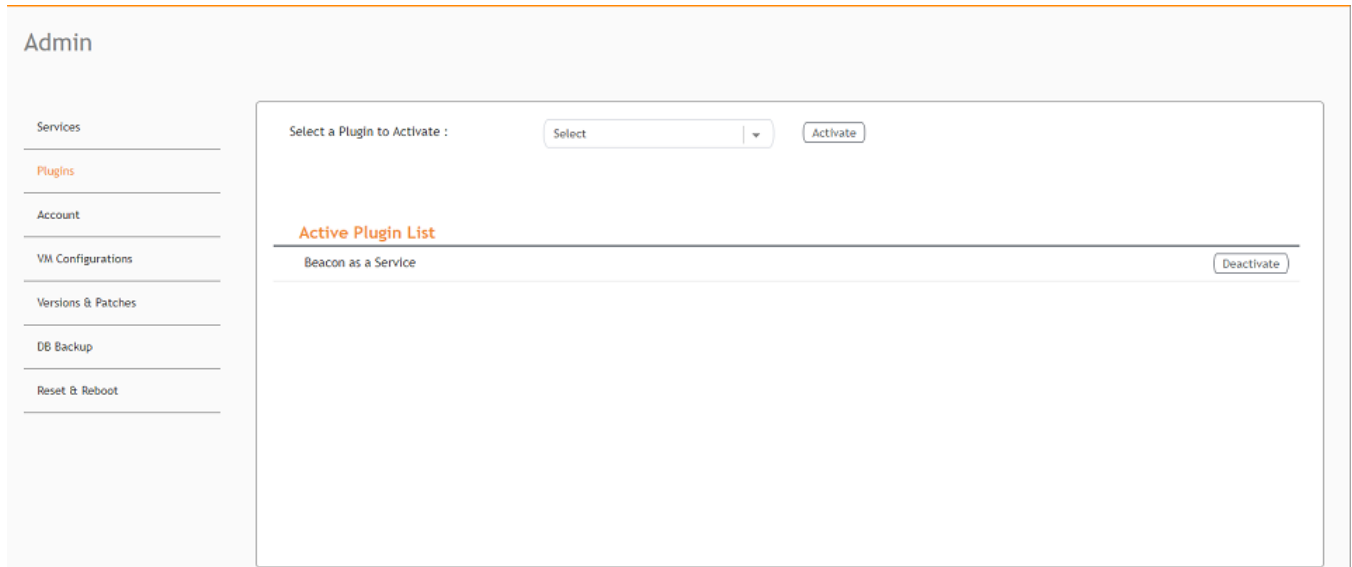 Admin
Services
Plugins
Account
VM Configurations
Versions & Patches
DB Backup
Reset & Reboot
Select a Plugin to Activate :
Select
Activate
Active Plugin List
Beacon as a Service
Deactivate